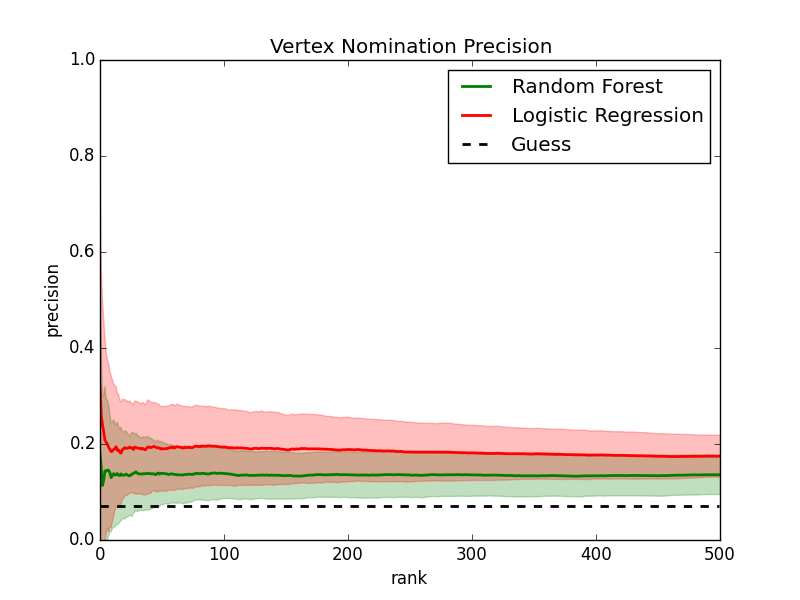 Vertex Nomination Precision
1.0
0.8
0.6
0.4
0.2
0.0
precision
Random Forest
Logistic Regression
Guess
0 100 200 300 400 500
rank